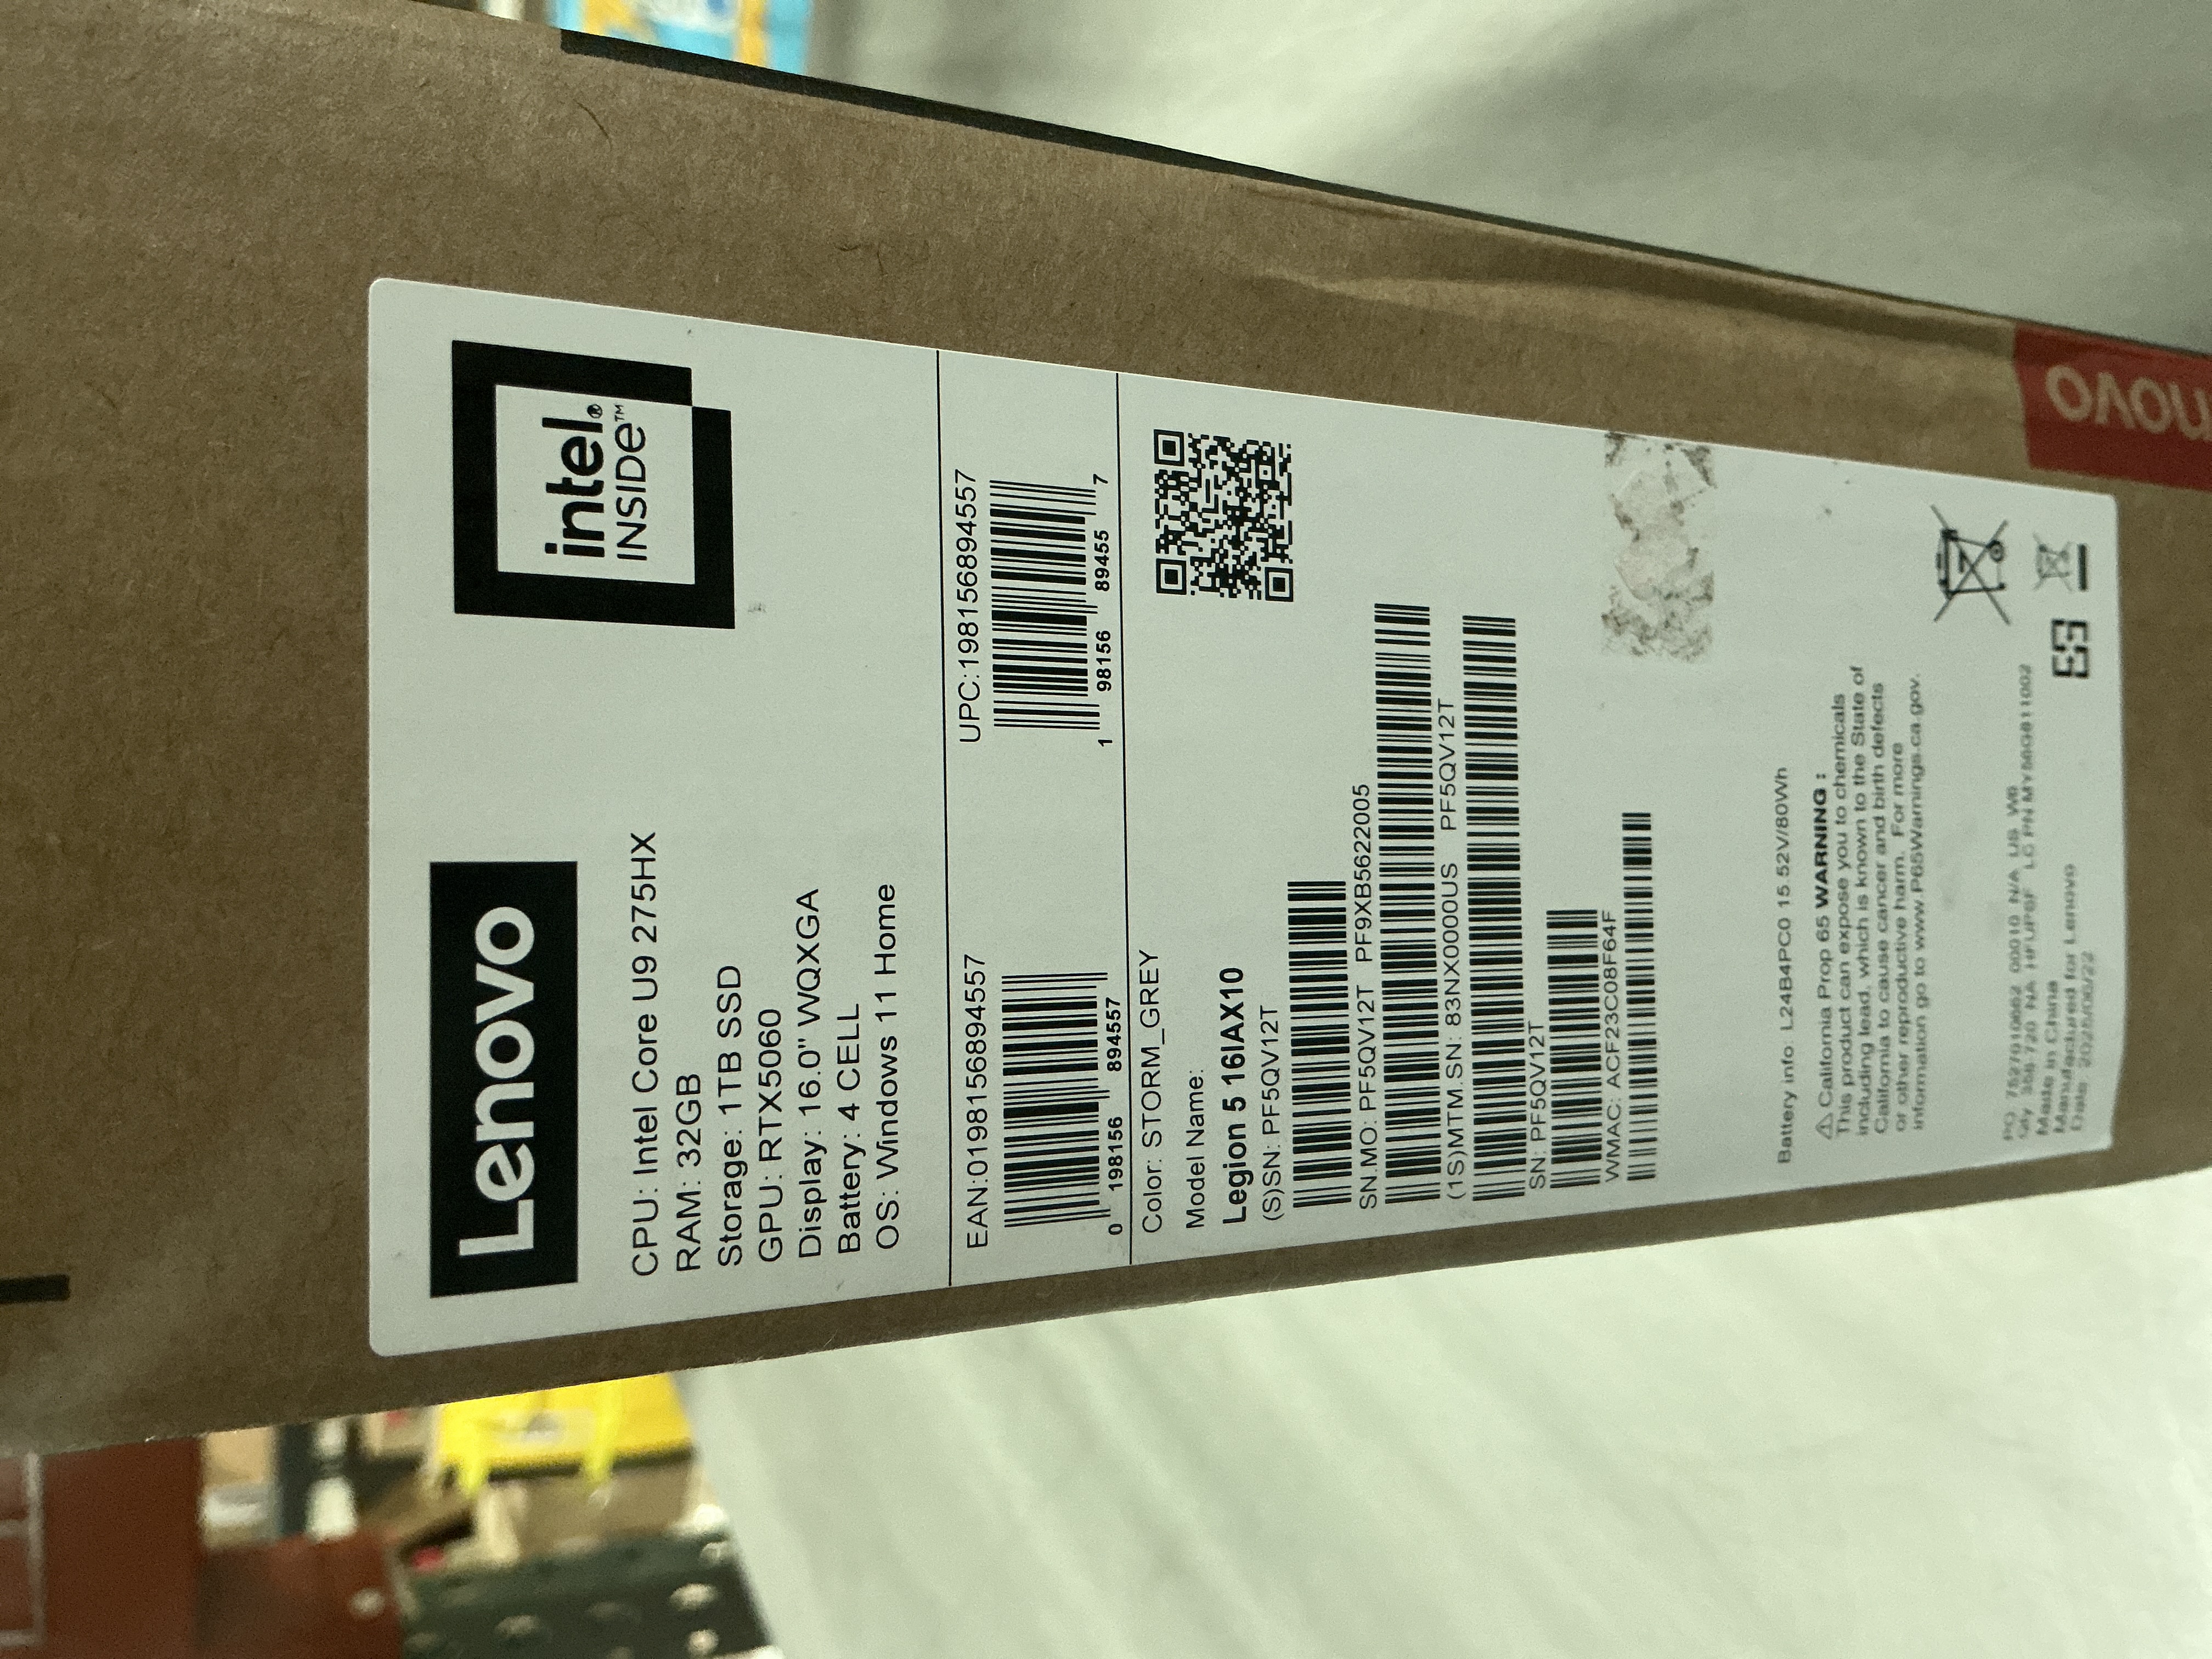 Lenovo
intel®
INSIDE™
CPU: Intel Core U9 275HX
RAM: 32GB
Storage: 1TB SSD
GPU: RTX5060
Display: 16.0" WQXGA
Battery: 4 CELL
OS: Windows 11 Home
EAN:0198156894557
UPC:198156894557
0 198156 894557
1 98156 89455 7
Color: STORM_GREY
Model Name:
Legion 5 16IAX10
(S)SN: PF5QV12T
SN.MO: PF5QV12T PF9XB5622005
(1S)MTM.SN: 83NX0000US PF5QV12T
SN: PF5QV12T
WMAC: ACF23C08F64F
Battery info. L24B4PC0 15.52V/80Wh
⚠ California Prop 65 WARNING :
This product can expose you to chemicals
including lead, which is known to the State of
California to cause cancer and birth defects
or other reproductive harm. For more
information go to www.P65Warnings.ca.gov.
Made in China
Manufactured for Lenovo
Date: 2025/06/22
novo